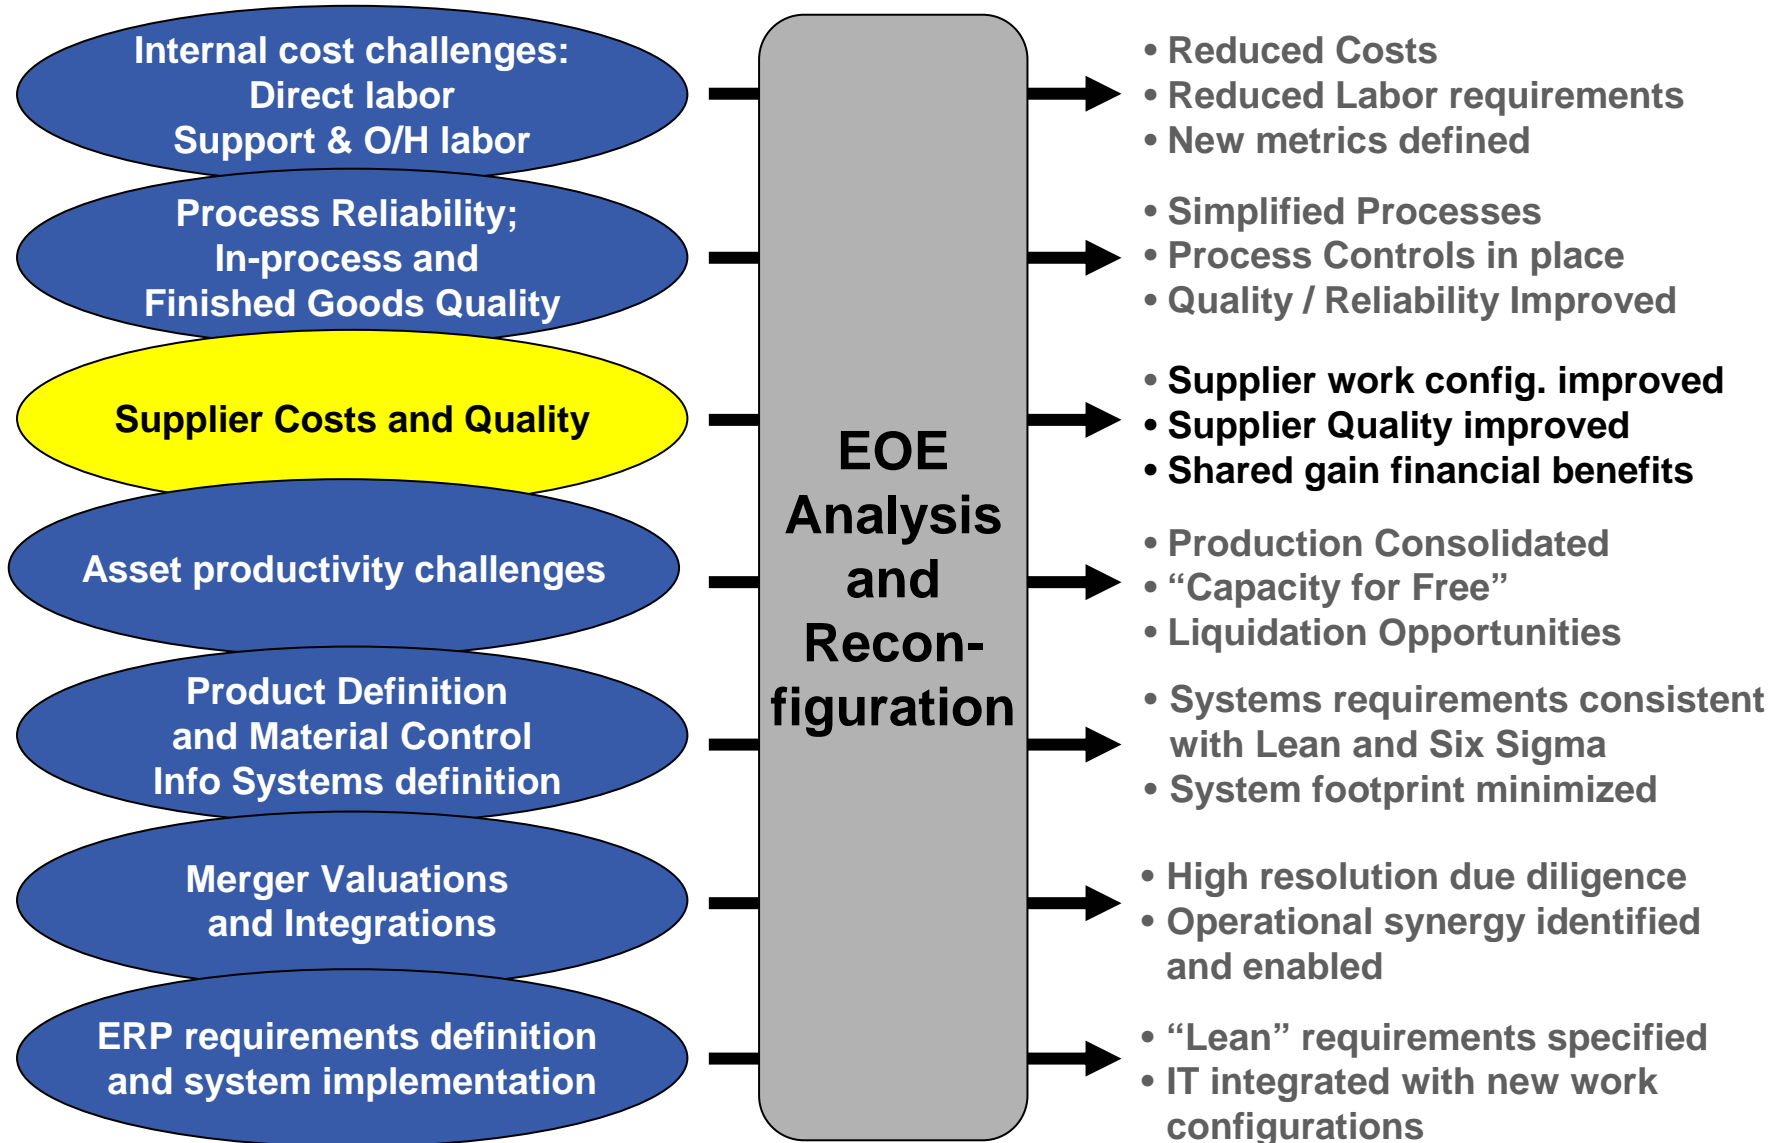 Internal cost challenges:
Direct labor
Support & O/H labor
• Reduced Costs
• Reduced Labor requirements
• New metrics defined
Process Reliability;
In-process and
Finished Goods Quality
• Simplified Processes
• Process Controls in place
• Quality / Reliability Improved
Supplier Costs and Quality
• Supplier work config. improved
• Supplier Quality improved
• Shared gain financial benefits
EOE
Analysis
and
Recon-
figuration
Asset productivity challenges
• Production Consolidated
• “Capacity for Free”
• Liquidation Opportunities
Product Definition
and Material Control
Info Systems definition
• Systems requirements consistent
with Lean and Six Sigma
• System footprint minimized
Merger Valuations
and Integrations
• High resolution due diligence
• Operational synergy identified
and enabled
ERP requirements definition
and system implementation
• “Lean” requirements specified
• IT integrated with new work
configurations